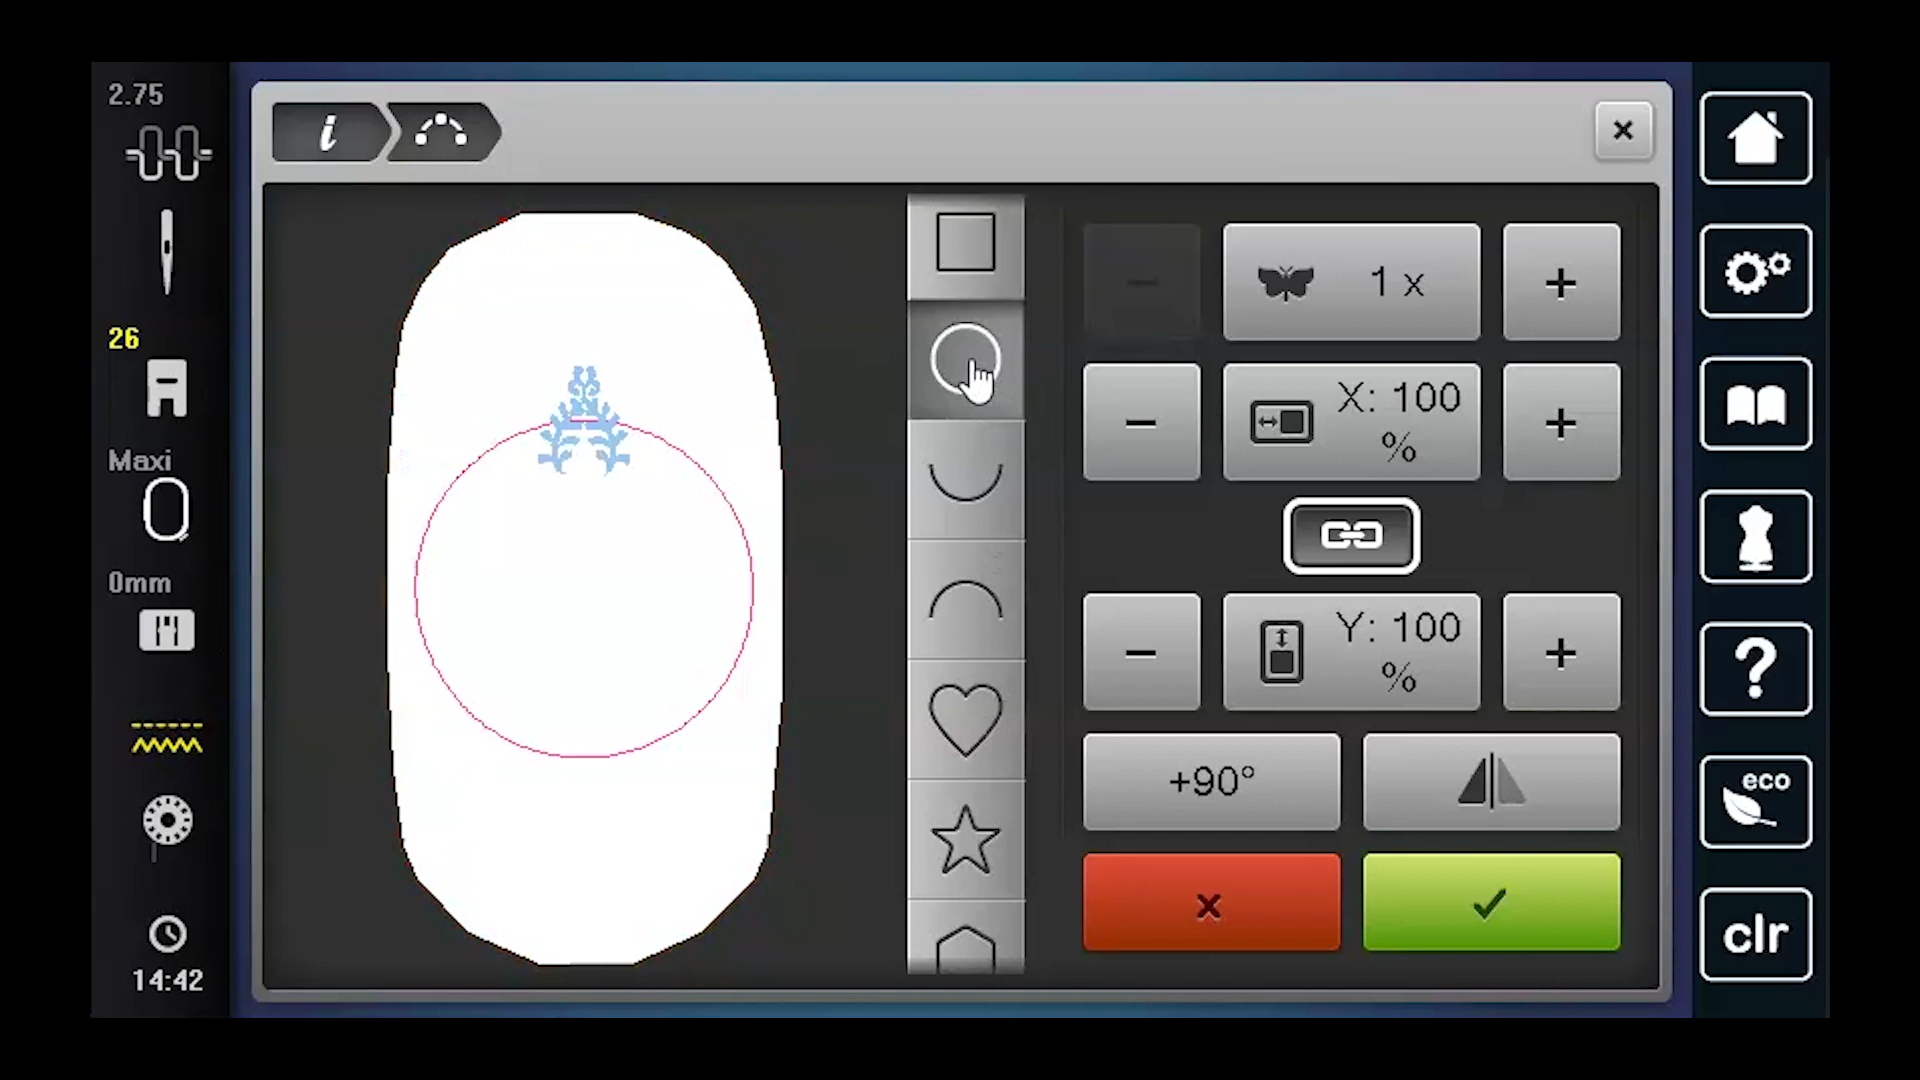 2.75
26
Maxi
0mm
14:42
i
1 x
X: 100
%
Y: 100
%
+90°
?
eco
clr